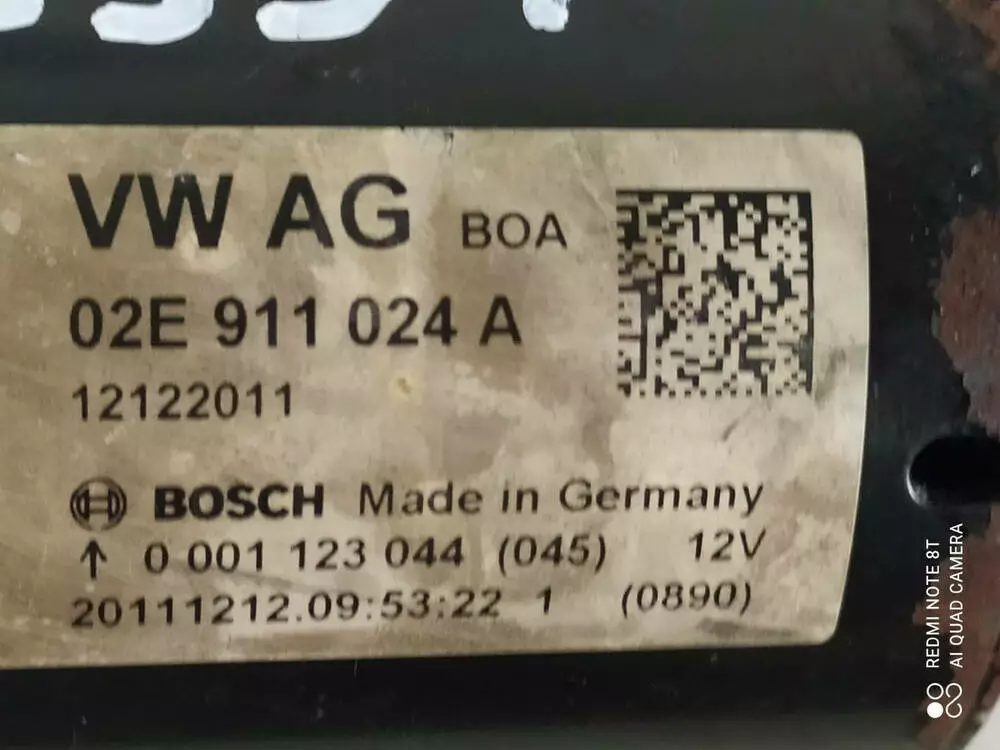 VW AG BOA
02E 911 024 A
12122011
BOSCH Made in Germany
↑ 0 001 123 044 (045) 12V
20111212.09:53:22 1 (0890)
REDMI NOTE 8T
AI QUAD CAMERA